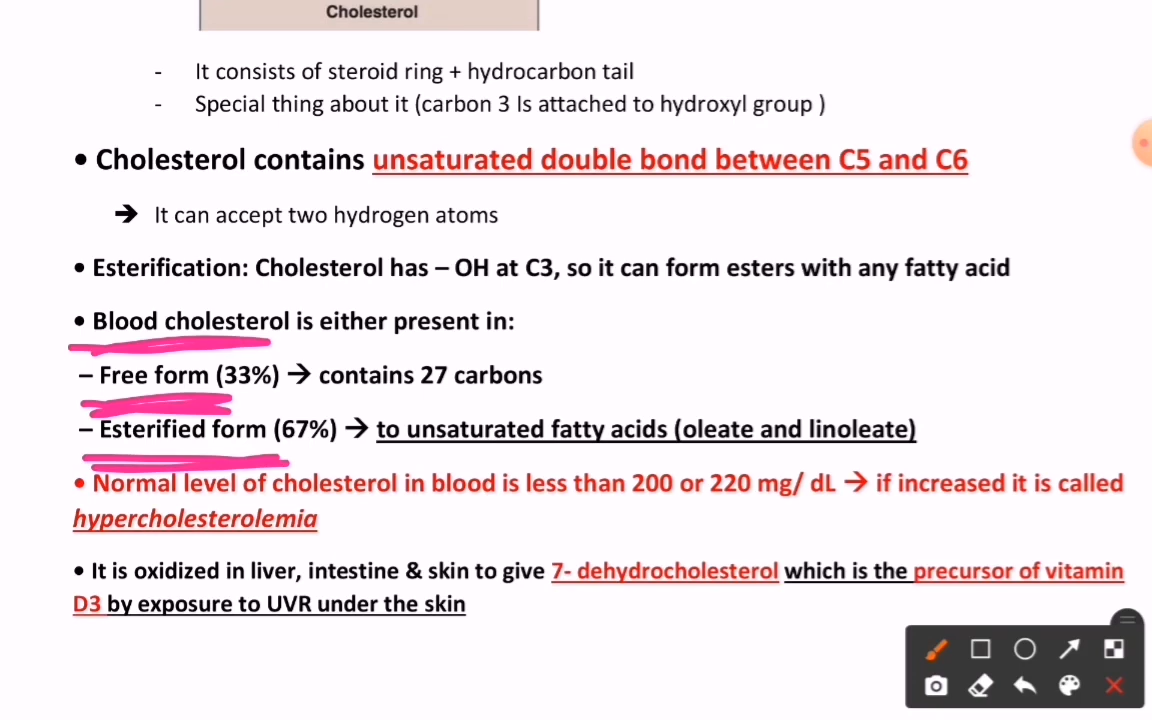 Cholesterol
- It consists of steroid ring + hydrocarbon tail
- Special thing about it (carbon 3 Is attached to hydroxyl group )
• Cholesterol contains unsaturated double bond between C5 and C6
➔ It can accept two hydrogen atoms
• Esterification: Cholesterol has – OH at C3, so it can form esters with any fatty acid
• Blood cholesterol is either present in:
– Free form (33%) → contains 27 carbons
– Esterified form (67%) → to unsaturated fatty acids (oleate and linoleate)
• Normal level of cholesterol in blood is less than 200 or 220 mg/ dL → if increased it is called
hypercholesterolemia
• It is oxidized in liver, intestine & skin to give 7- dehydrocholesterol which is the precursor of vitamin
D3 by exposure to UVR under the skin